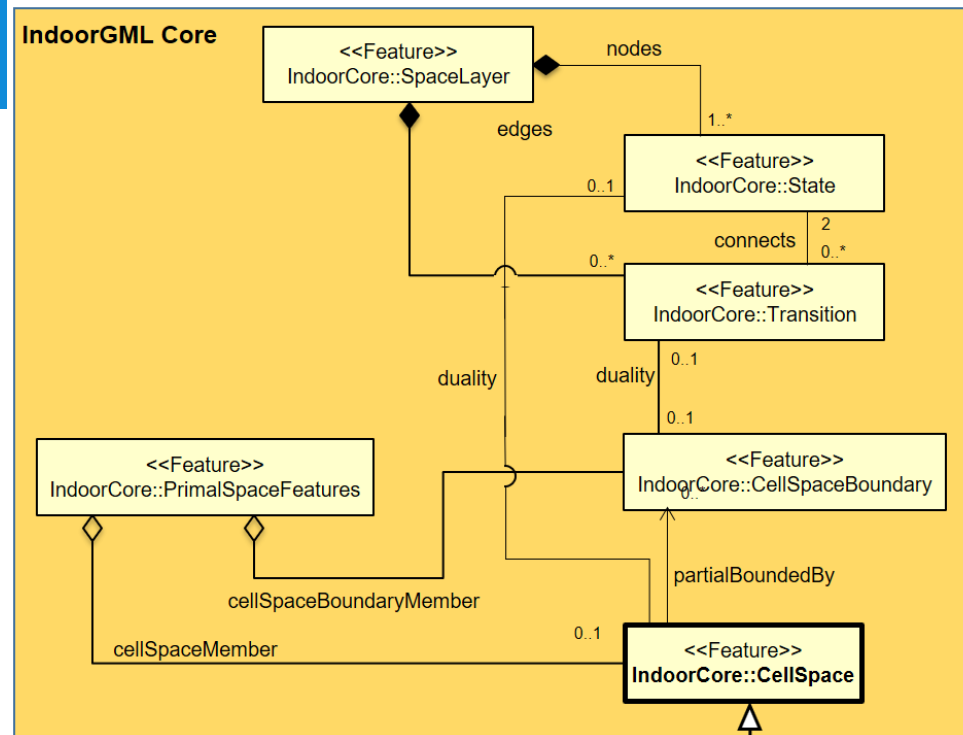 IndoorGML Core
<<Feature>>
IndoorCore::SpaceLayer
nodes
edges
1..*
<<Feature>>
IndoorCore::State
0..1
2
connects
0..*
0..*
<<Feature>>
IndoorCore::Transition
0..1
duality
duality
0..1
<<Feature>>
IndoorCore::PrimalSpaceFeatures
<<Feature>>
IndoorCore::CellSpaceBoundary
0..*
partialBoundedBy
cellSpaceBoundaryMember
0..1
cellSpaceMember
<<Feature>>
IndoorCore::CellSpace